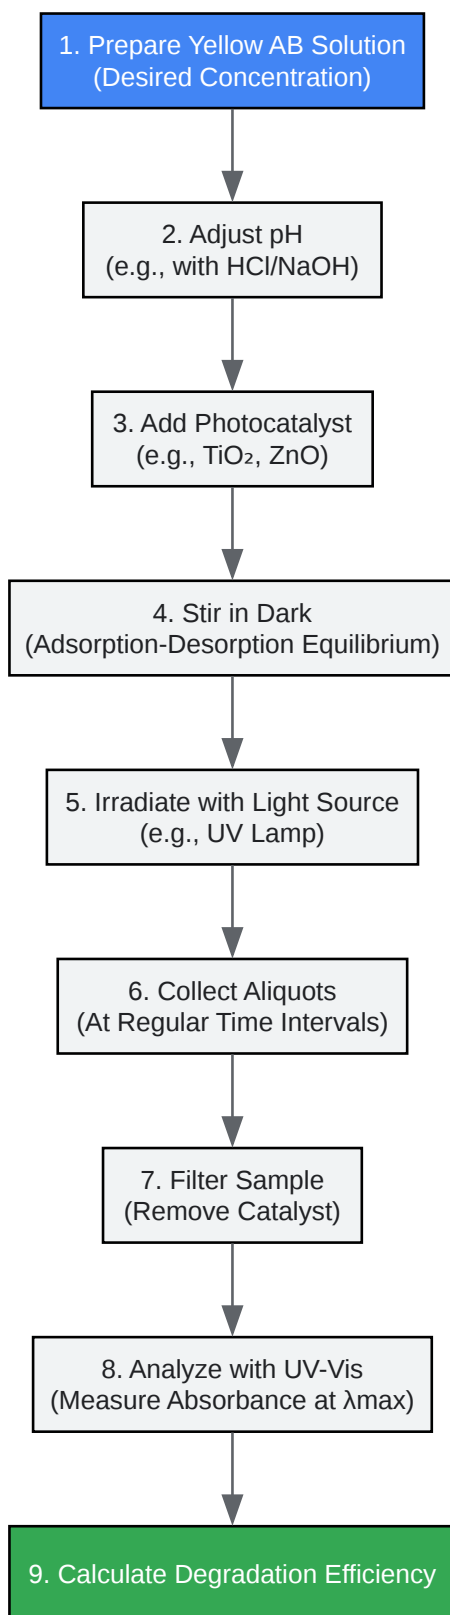 1. Prepare Yellow AB Solution
(Desired Concentration)
2. Adjust pH
(e.g., with HCl/NaOH)
3. Add Photocatalyst
(e.g., TiO₂, ZnO)
4. Stir in Dark
(Adsorption-Desorption Equilibrium)
5. Irradiate with Light Source
(e.g., UV Lamp)
6. Collect Aliquots
(At Regular Time Intervals)
7. Filter Sample
(Remove Catalyst)
8. Analyze with UV-Vis
(Measure Absorbance at λmax)
9. Calculate Degradation Efficiency